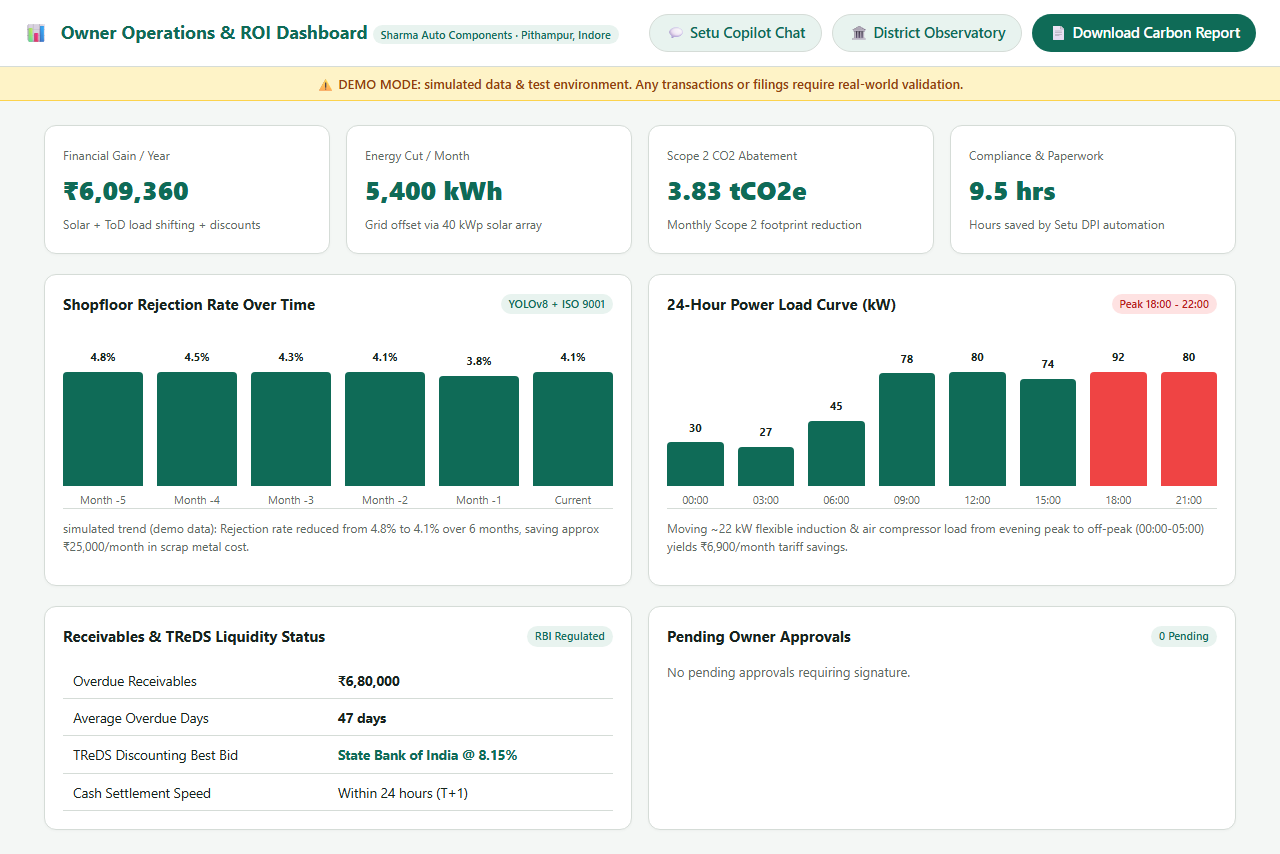 Owner Operations & ROI Dashboard
Sharma Auto Components · Pithampur, Indore
Setu Copilot Chat
District Observatory
Download Carbon Report
DEMO MODE: simulated data & test environment. Any transactions or filings require real-world validation.
Financial Gain / Year
₹6,09,360
Solar + ToD load shifting + discounts
Energy Cut / Month
5,400 kWh
Grid offset via 40 kWp solar array
Scope 2 CO2 Abatement
3.83 tCO2e
Monthly Scope 2 footprint reduction
Compliance & Paperwork
9.5 hrs
Hours saved by Setu DPI automation
Shopfloor Rejection Rate Over Time
YOLOv8 + ISO 9001
4.8% 4.5% 4.3% 4.1% 3.8% 4.1%
Month -5 Month -4 Month -3 Month -2 Month -1 Current
simulated trend (demo data): Rejection rate reduced from 4.8% to 4.1% over 6 months, saving approx
₹25,000/month in scrap metal cost.
24-Hour Power Load Curve (kW)
Peak 18:00 - 22:00
30 27 45 78 80 74 92 80
00:00 03:00 06:00 09:00 12:00 15:00 18:00 21:00
Moving ~22 kW flexible induction & air compressor load from evening peak to off-peak (00:00-05:00)
yields ₹6,900/month tariff savings.
Receivables & TReDS Liquidity Status
RBI Regulated
Overdue Receivables ₹6,80,000
Average Overdue Days 47 days
TReDS Discounting Best Bid State Bank of India @ 8.15%
Cash Settlement Speed Within 24 hours (T+1)
Pending Owner Approvals
0 Pending
No pending approvals requiring signature.